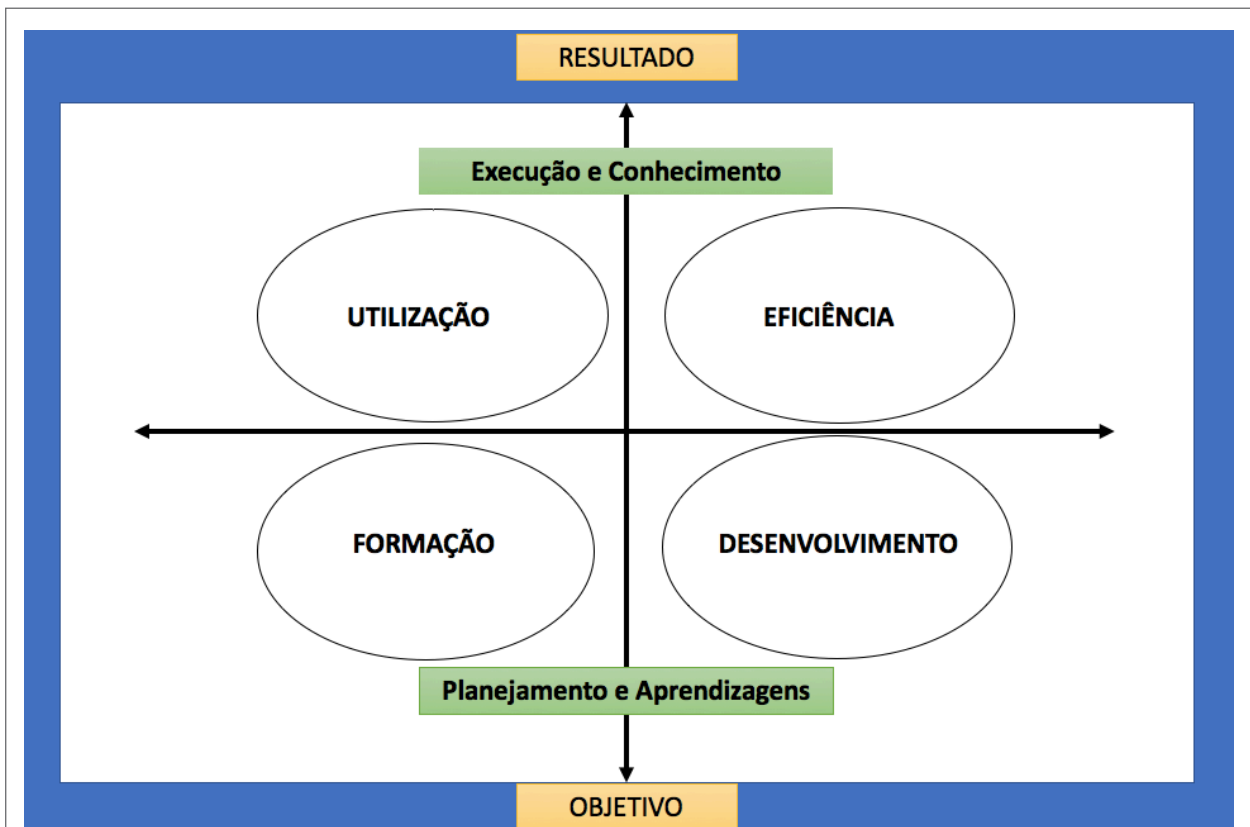 RESULTADO
Execução e Conhecimento
UTILIZAÇÃO
EFICIÊNCIA
FORMAÇÃO
DESENVOLVIMENTO
Planejamento e Aprendizagens
OBJETIVO